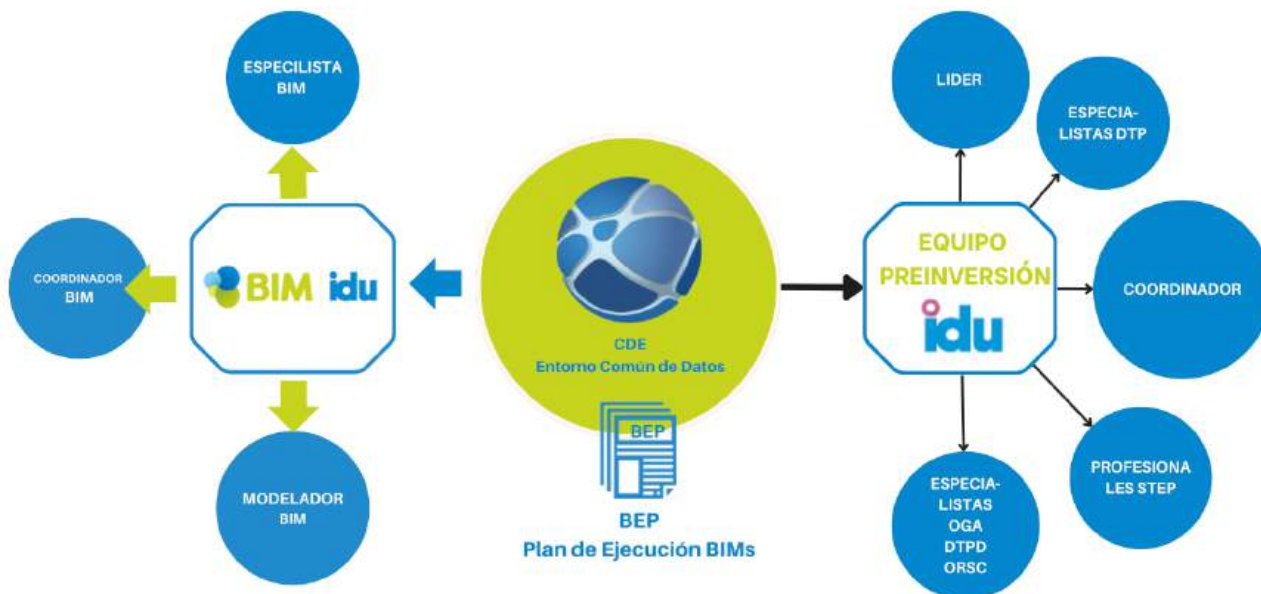 ESPECILISTA
BIM
COORDINADOR
BIM
BIM idu
MODELADOR
BIM
CDE
Entorno Común de Datos
BEP
BEP
Plan de Ejecución BIMs
EQUIPO
PREINVERSIÓN
idu
LIDER
ESPECIA-
LISTAS DTP
COORDINADOR
PROFESIONA
LES STEP
ESPECIA-
LISTAS
OGA
DTPD
ORSC